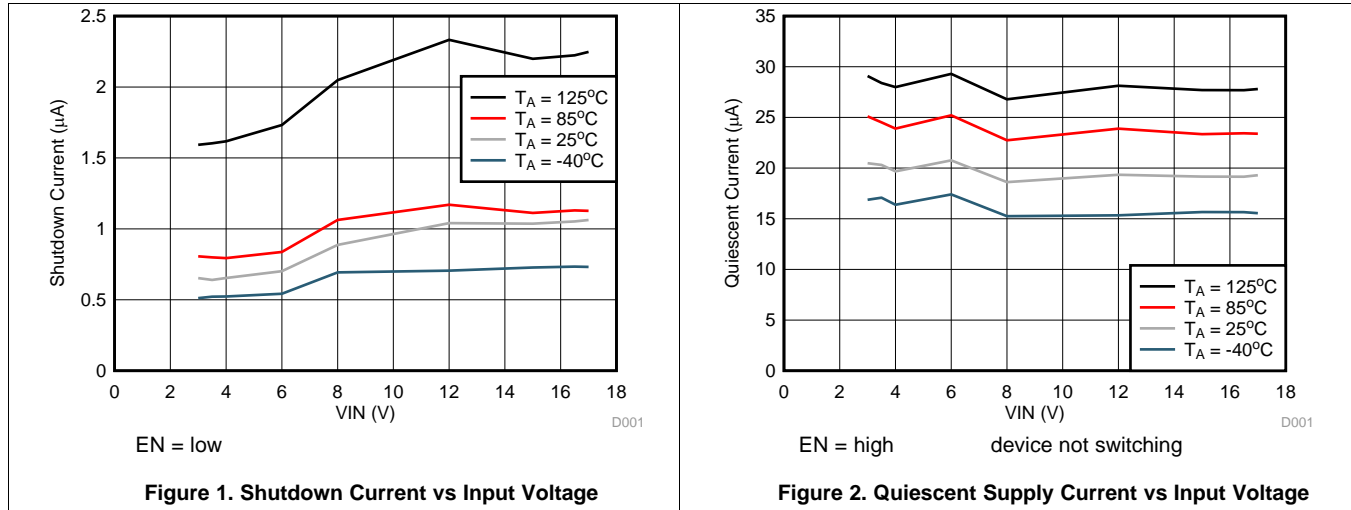 2.5
2
1.5
1
0.5
0
0 2 4 6 8 10 12 14 16 18
Shutdown Current (µA)
VIN (V)
T_A = 125°C
T_A = 85°C
T_A = 25°C
T_A = -40°C
D001
EN = low
Figure 1. Shutdown Current vs Input Voltage
35
30
25
20
15
10
5
0
0 2 4 6 8 10 12 14 16 18
Quiescent Current (µA)
VIN (V)
T_A = 125°C
T_A = 85°C
T_A = 25°C
T_A = -40°C
D001
EN = high device not switching
Figure 2. Quiescent Supply Current vs Input Voltage